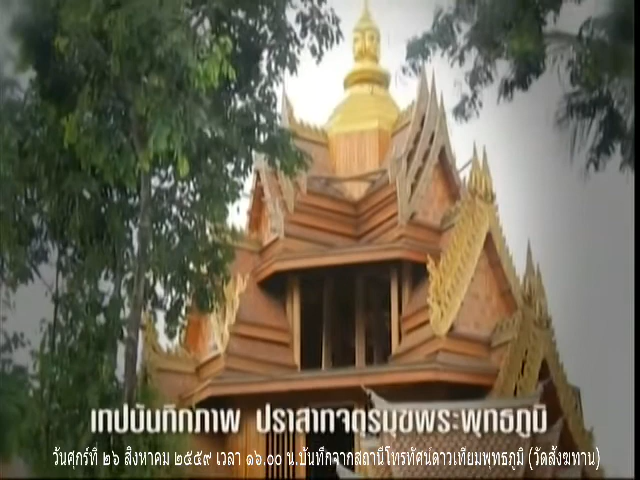 เทปบันทึกภาพ ปราสาทจตุรมุขพระพุทธภูมิ
วันศุกร์ที่ ๒๖ สิงหาคม ๒๕๕๙ เวลา ๑๖.๐๐ น.บันทึกจากสถานีโทรทัศน์ดาวเทียมพุทธภูมิ (วัดสังฆทาน)